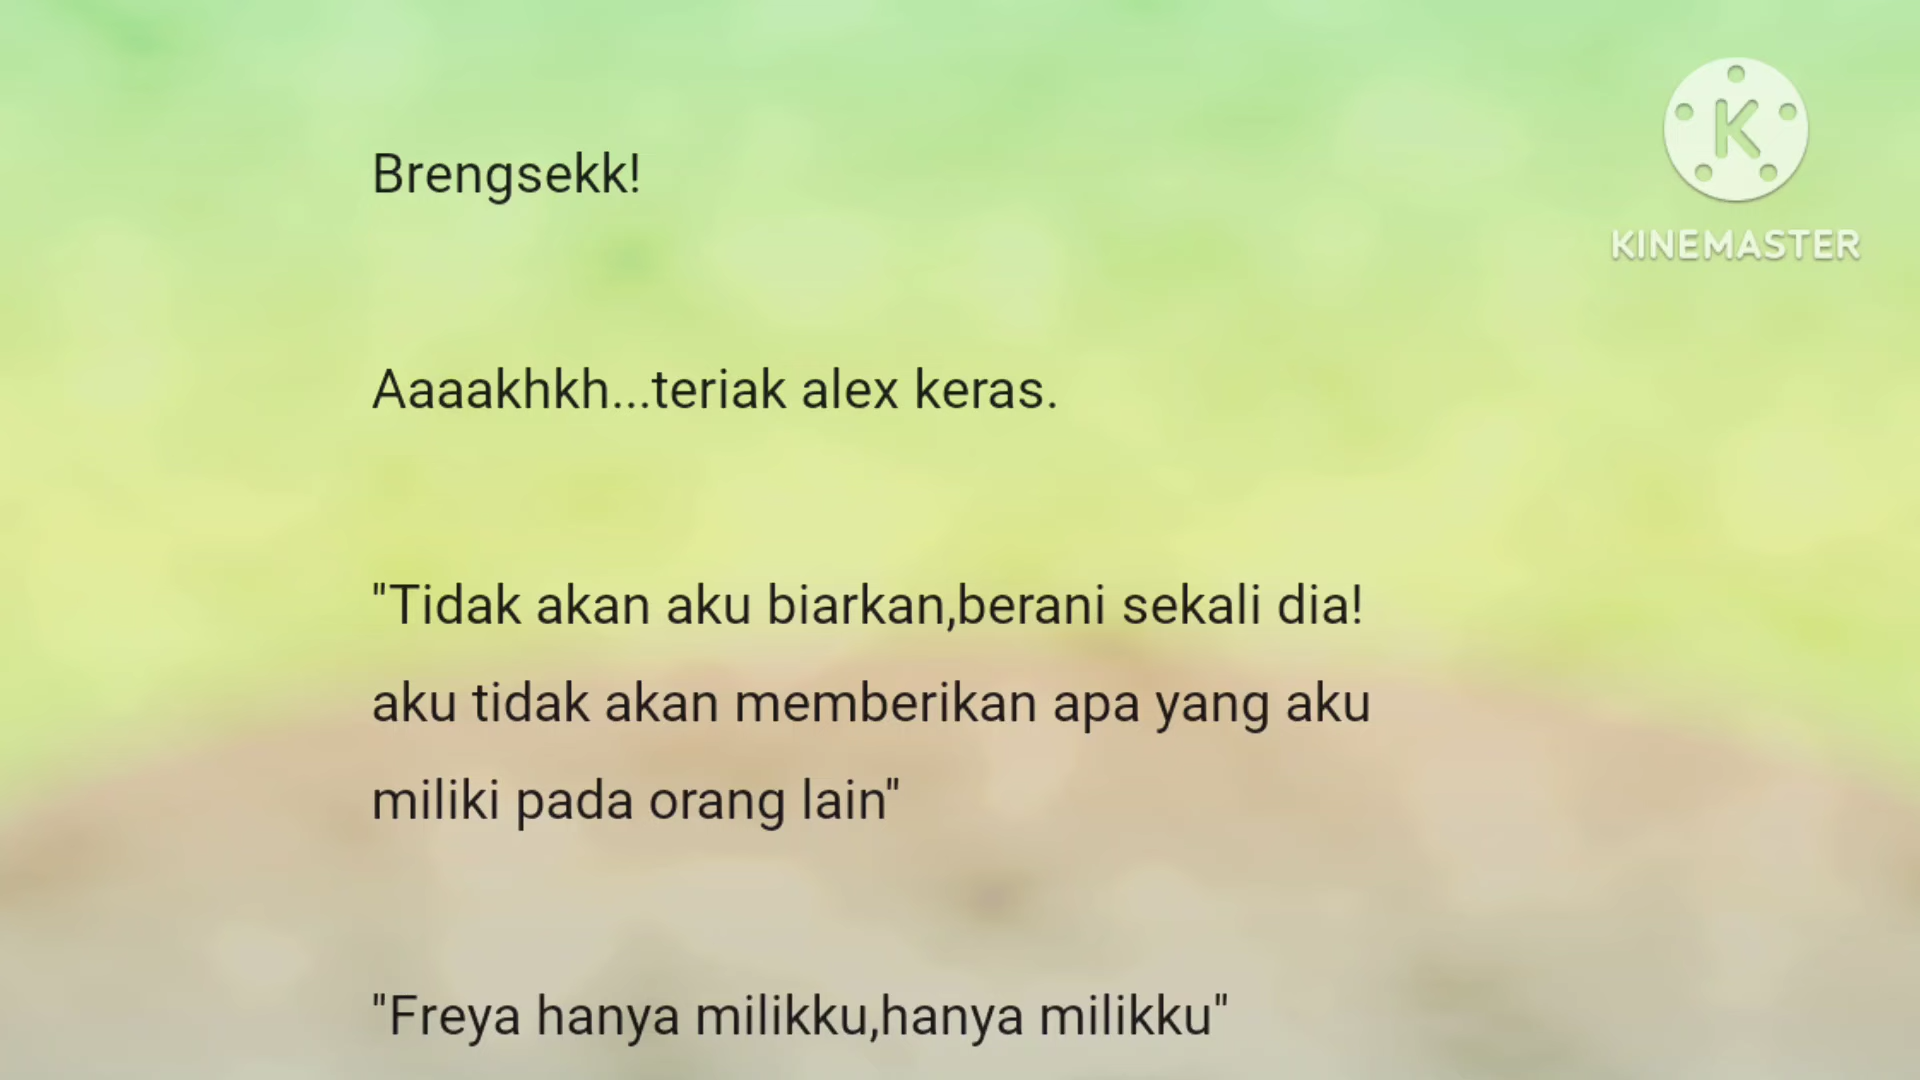 Brengsekk!
KINEMASTER
Aaaakhkh...teriak alex keras.
"Tidak akan aku biarkan,berani sekali dia!
aku tidak akan memberikan apa yang aku
miliki pada orang lain"
"Freya hanya milikku,hanya milikku"